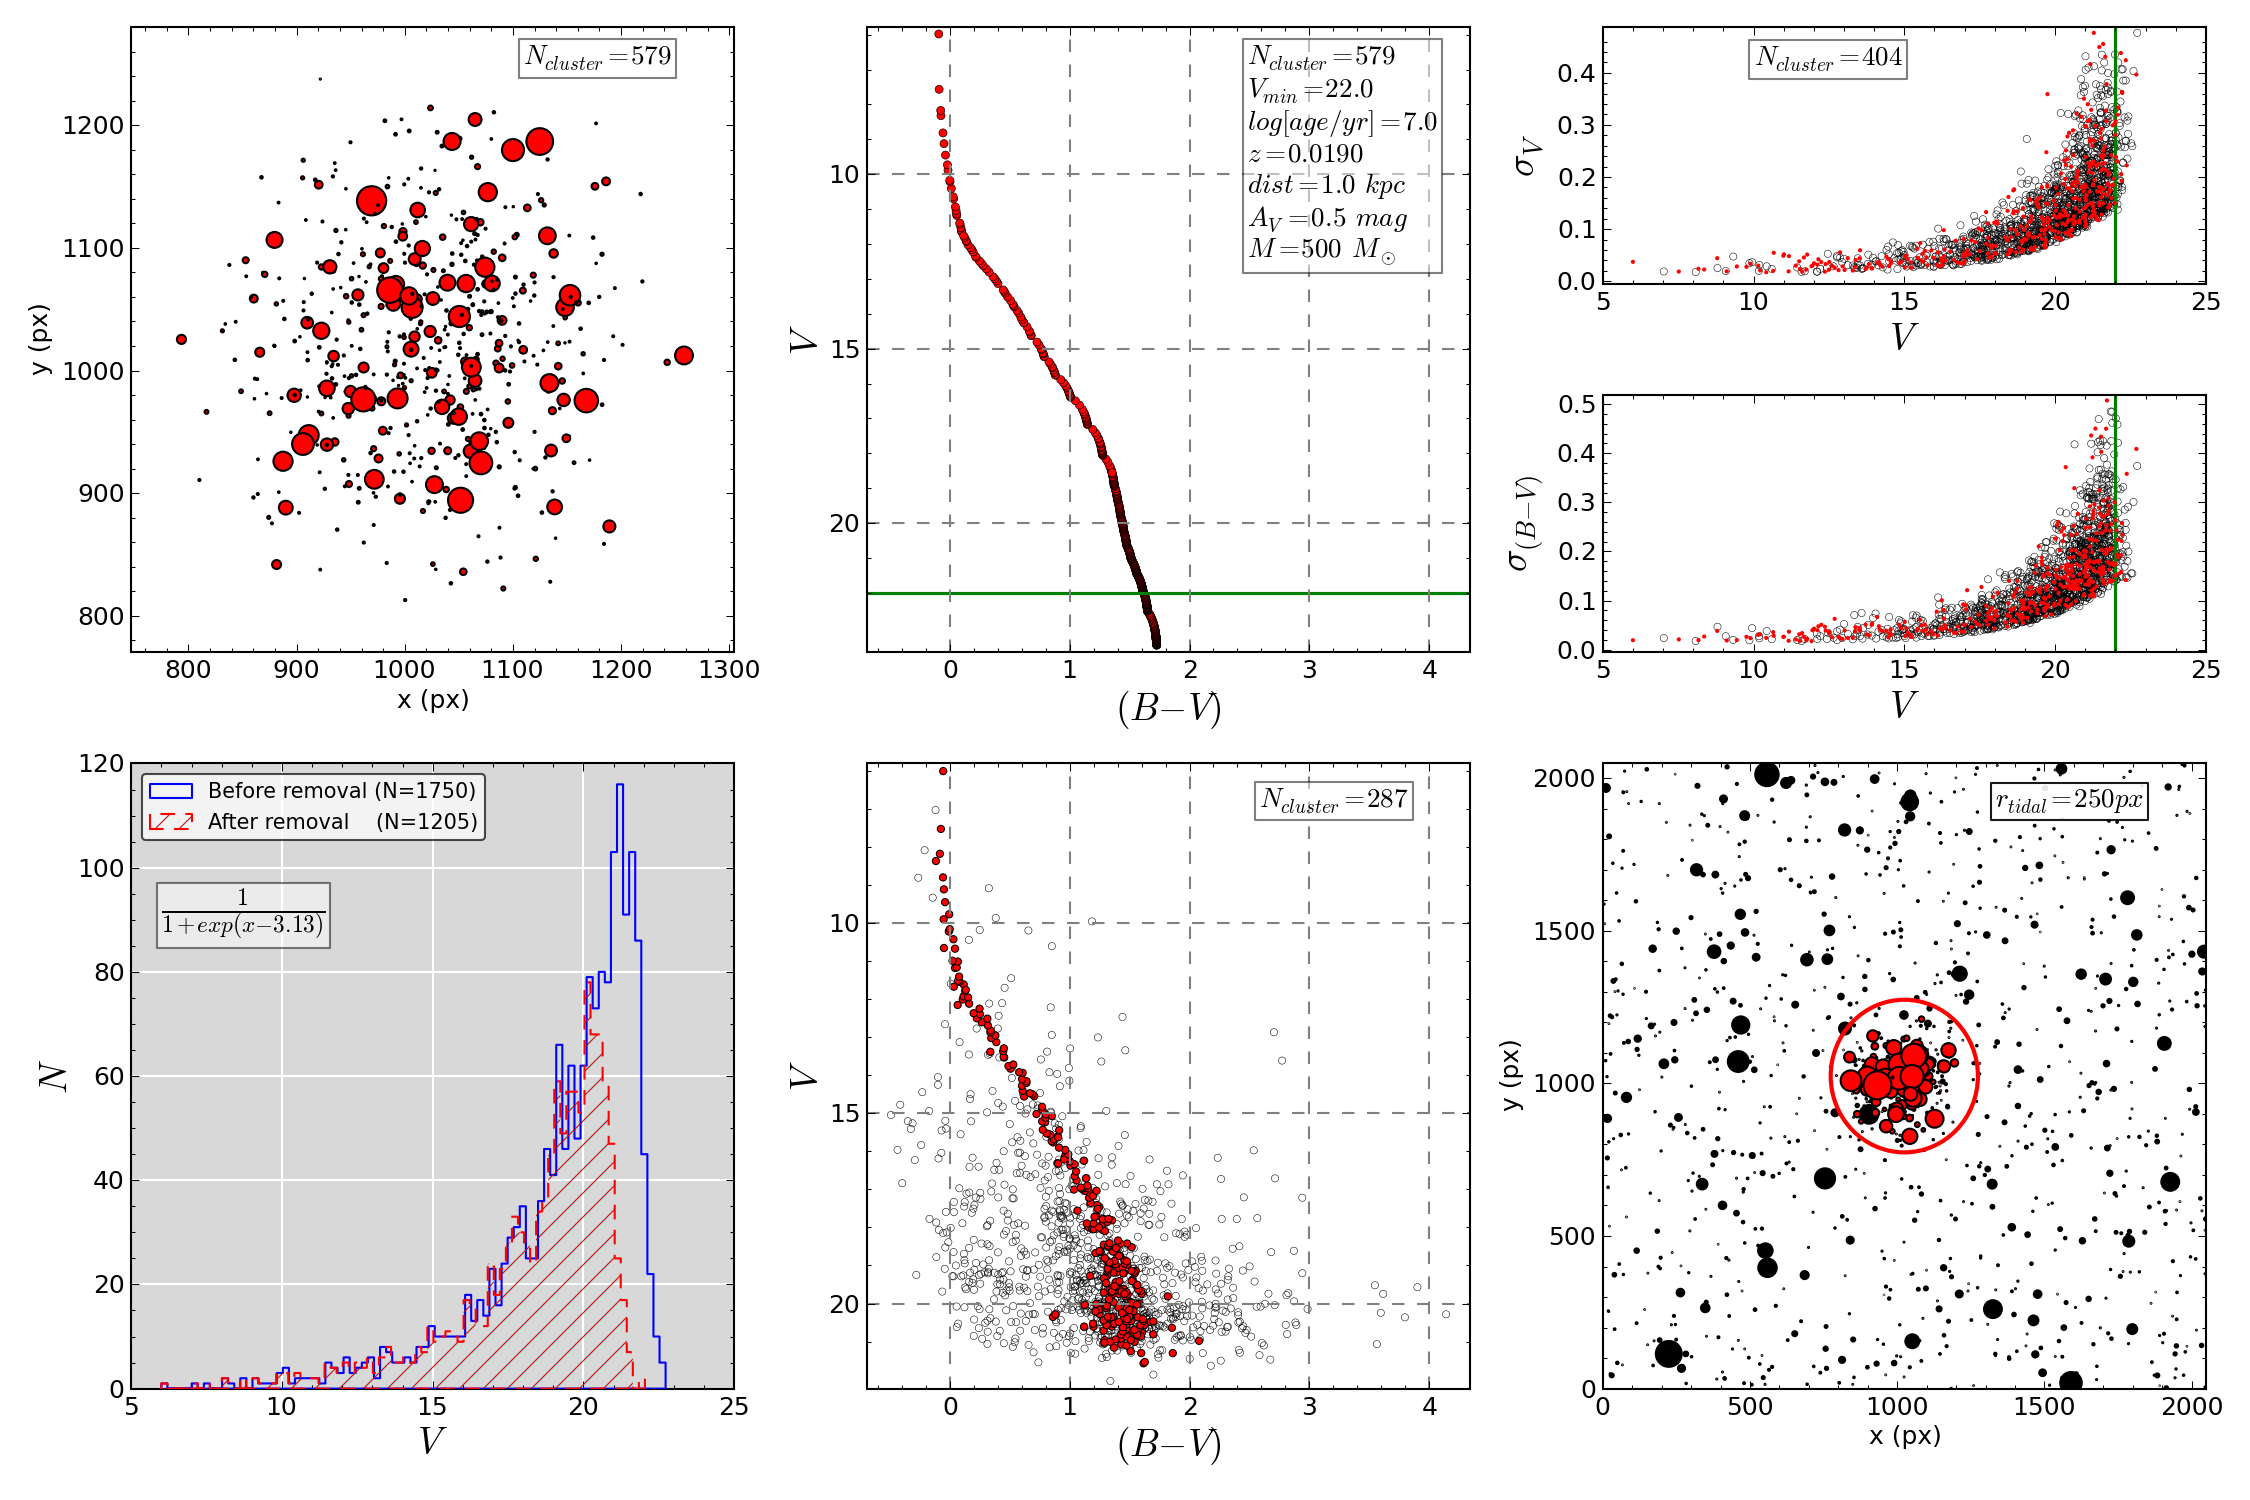 N_cluster=579
1200
1100
1000
900
800
y (px)
800 900 1000 1100 1200 1300
x (px)
N_cluster=579
V_min=22.0
log[age/yr]=7.0
z=0.0190
dist=1.0 kpc
A_V=0.5 mag
M=500 M_⊙
10
15
20
V
0 1 2 3 4
(B−V)
N_cluster=404
0.4
0.3
0.2
0.1
0.0
σ_V
5 10 15 20 25
V
0.5
0.4
0.3
0.2
0.1
0.0
σ_(B−V)
5 10 15 20 25
V
120
100
80
60
40
20
0
N
Before removal (N=1750)
After removal (N=1205)
1
1+exp(x−3.13)
5 10 15 20 25
V
N_cluster=287
10
15
20
V
0 1 2 3 4
(B−V)
r_tidal=250px
2000
1500
1000
500
0
y (px)
0 500 1000 1500 2000
x (px)